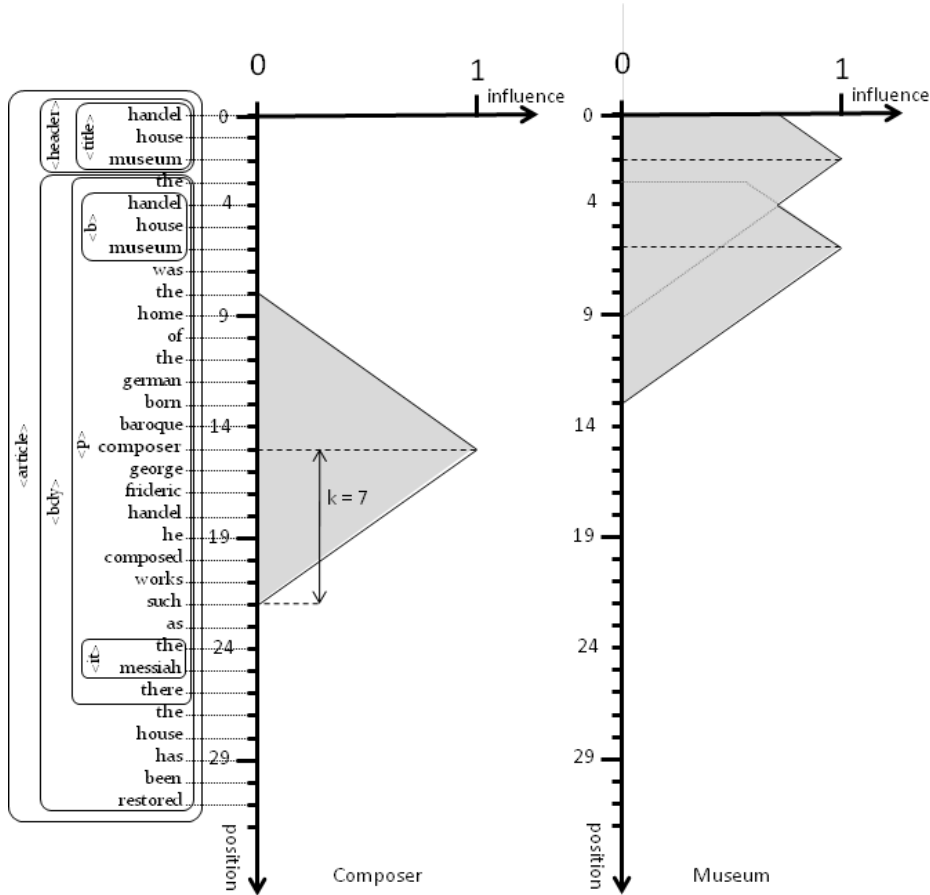 0 1 influence
0 1 influence
<article>
<header>
<title>
handel 0
house
museum
<bdy>
<p>
the
<b>
handel 4
house
museum
was
the
home 9
of
the
german
born
baroque 14
composer
george
frideric
handel
he 19
composed
works
such
as
<it>
the 24
messiah
there
the
house
has 29
been
restored
k = 7
position
Composer
0
4
9
14
19
24
29
position
Museum